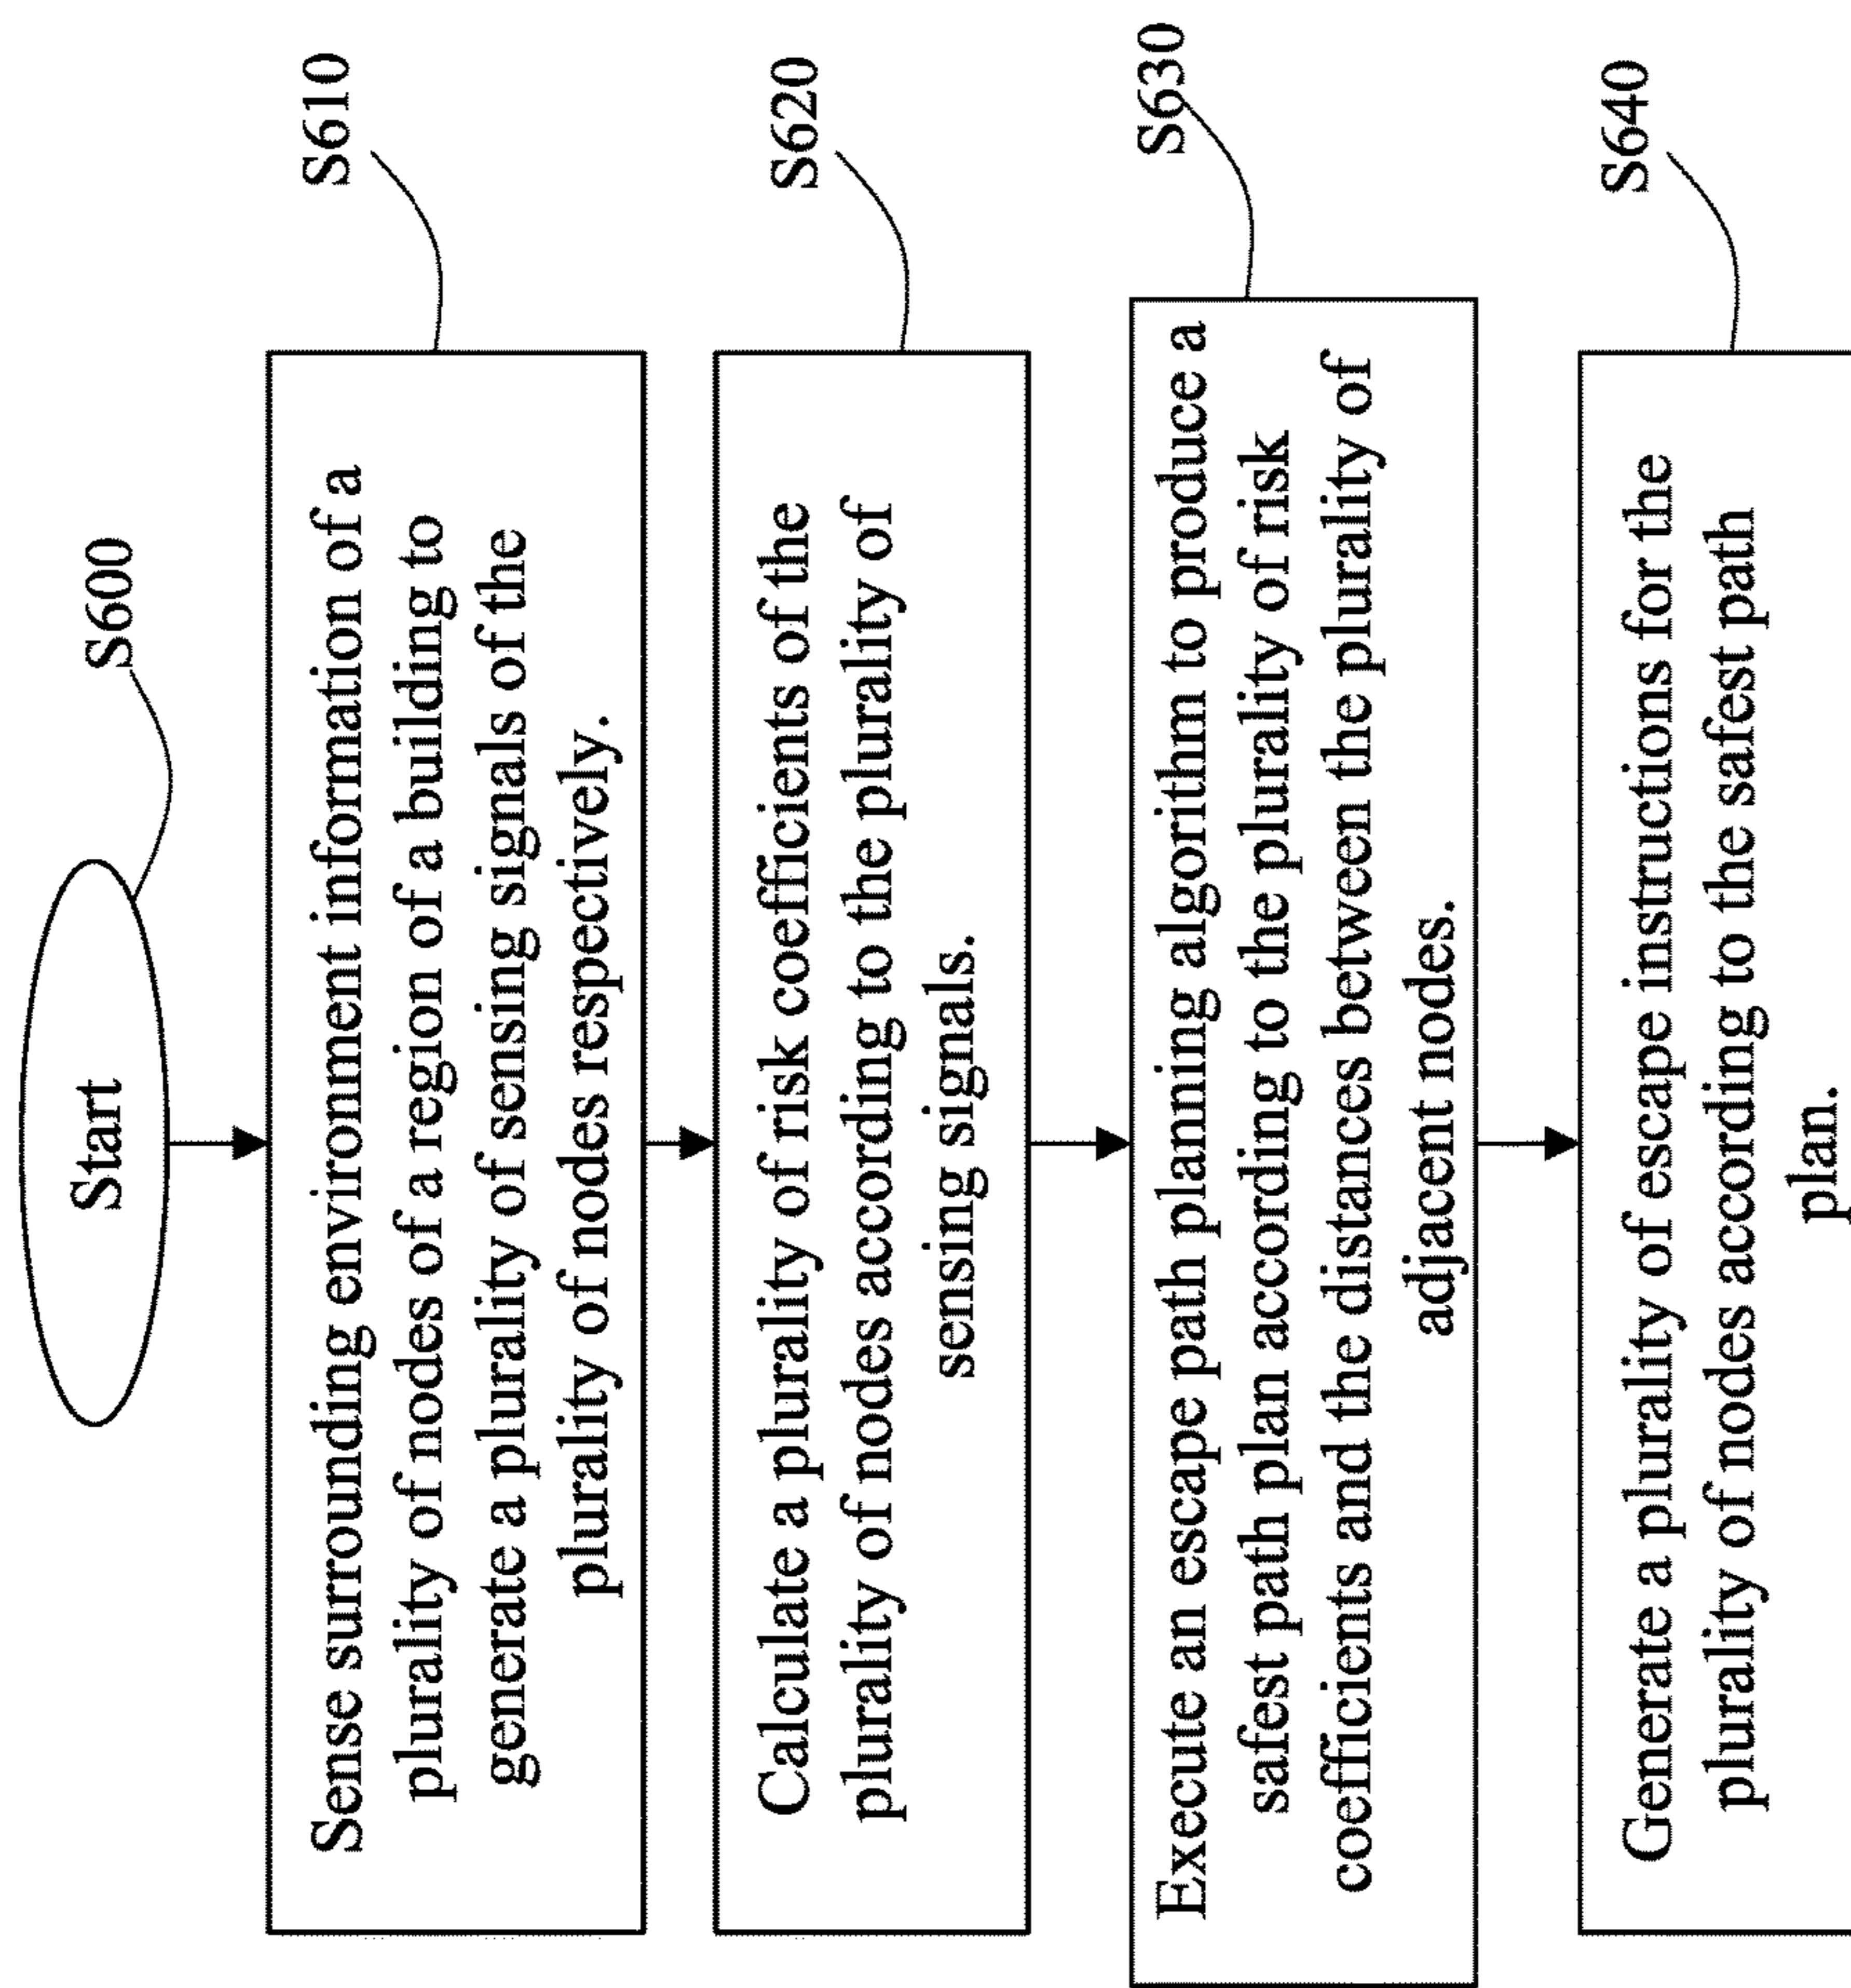 Start
S600
Sense surrounding environment information of a
plurality of nodes of a region of a building to
generate a plurality of sensing signals of the
plurality of nodes respectively.
S610
Calculate a plurality of risk coefficients of the
plurality of nodes according to the plurality of
sensing signals.
S620
Execute an escape path planning algorithm to produce a
safest path plan according to the plurality of risk
coefficients and the distances between the plurality of
adjacent nodes.
S630
Generate a plurality of escape instructions for the
plurality of nodes according to the safest path
plan.
S640